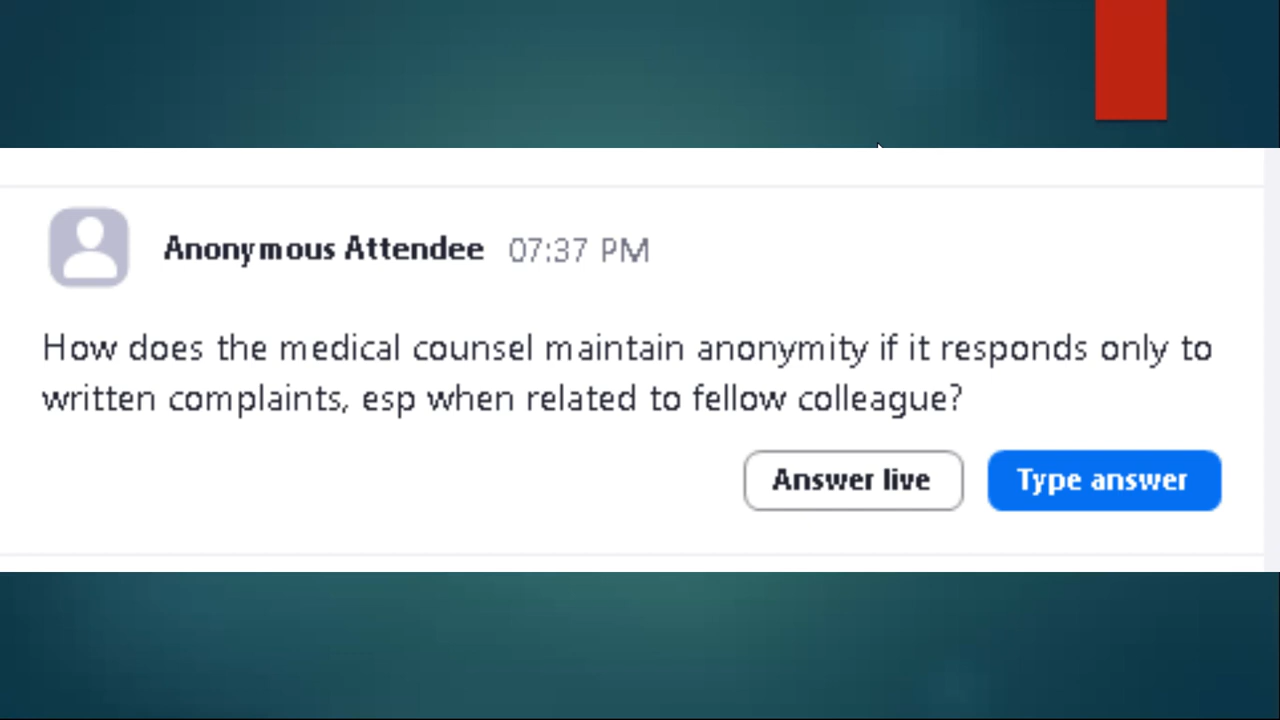 Anonymous Attendee 07:37 PM
How does the medical counsel maintain anonymity if it responds only to
written complaints, esp when related to fellow colleague?
Answer live Type answer